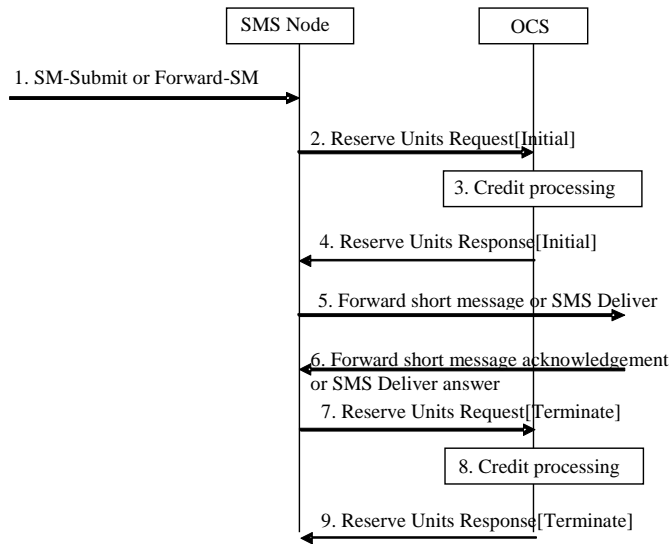 SMS Node
OCS
1. SM-Submit or Forward-SM
2. Reserve Units Request[Initial]
3. Credit processing
4. Reserve Units Response[Initial]
5. Forward short message or SMS Deliver
6. Forward short message acknowledgement
or SMS Deliver answer
7. Reserve Units Request[Terminate]
8. Credit processing
9. Reserve Units Response[Terminate]